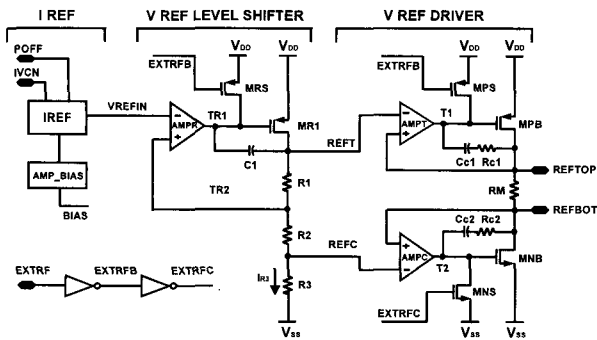 I REF
V REF LEVEL SHIFTER
V REF DRIVER
POFF
IVCN
IREF
VREFIN
AMP_BIAS
BIAS
EXTRFB
VDD
VDD
MRS
TR1
AMPR
MR1
C1
REFT
R1
TR2
R2
REFC
IR3
R3
VSS
EXTRF
EXTRFB
EXTRFC
EXTRFB
VDD
VDD
MPS
T1
AMPT
MPB
Cc1
Rc1
REFTOP
RM
REFBOT
Cc2
Rc2
AMPC
T2
MNB
MNS
EXTRFC
VSS
VSS